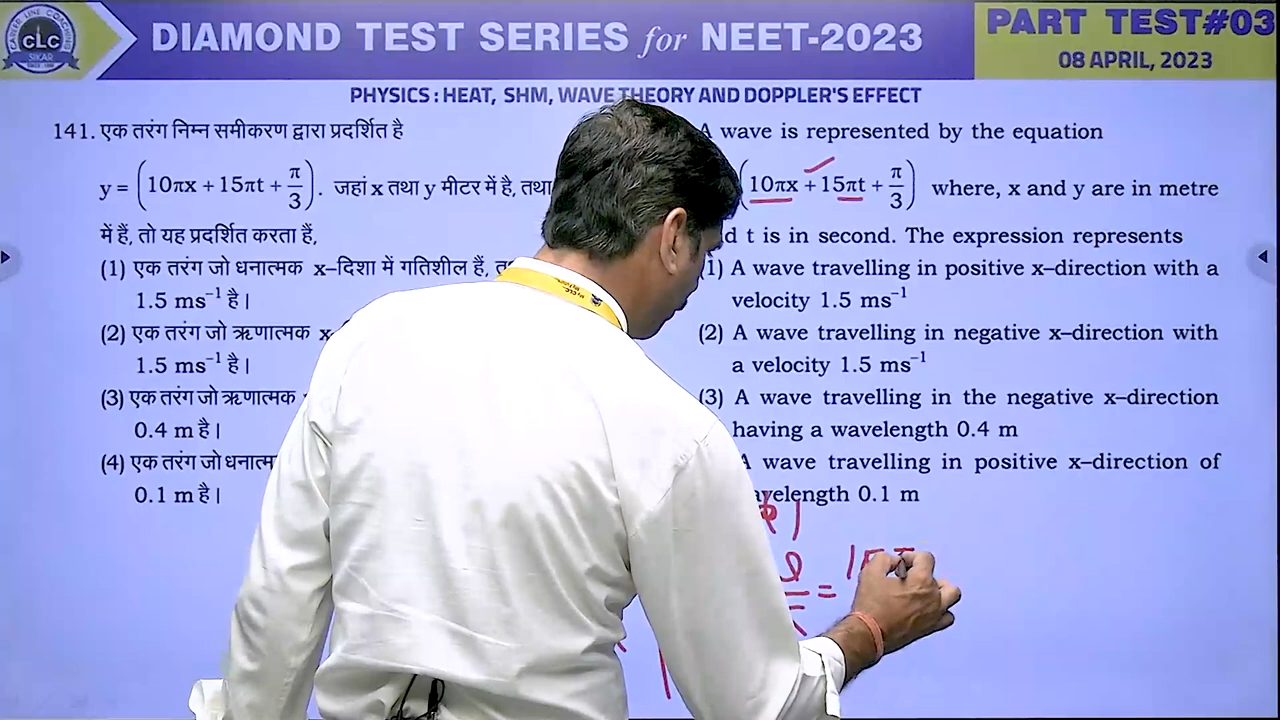 CAREER LINE COACHING
CLC
SIKAR
DIAMOND TEST SERIES for NEET-2023
PART TEST#03
08 APRIL, 2023
PHYSICS : HEAT, SHM, WAVE THEORY AND DOPPLER'S EFFECT
141. एक तरंग निम्न समीकरण द्वारा प्रदर्शित है
y = (10πx + 15πt + π/3). जहां x तथा y मीटर में है, तथा
में हैं, तो यह प्रदर्शित करता हैं,
(1) एक तरंग जो धनात्मक x–दिशा में गतिशील हैं,
1.5 ms⁻¹ है।
(2) एक तरंग जो ऋणात्मक x
1.5 ms⁻¹ है।
(3) एक तरंग जो ऋणात्मक
0.4 m है।
(4) एक तरंग जो
0.1 m है।
A wave is represented by the equation
(10πx + 15πt + π/3) where, x and y are in metre
t is in second. The expression represents
1) A wave travelling in positive x–direction with a
velocity 1.5 ms⁻¹
(2) A wave travelling in negative x–direction with
a velocity 1.5 ms⁻¹
(3) A wave travelling in the negative x–direction
having a wavelength 0.4 m
A wave travelling in positive x–direction of
0.1 m